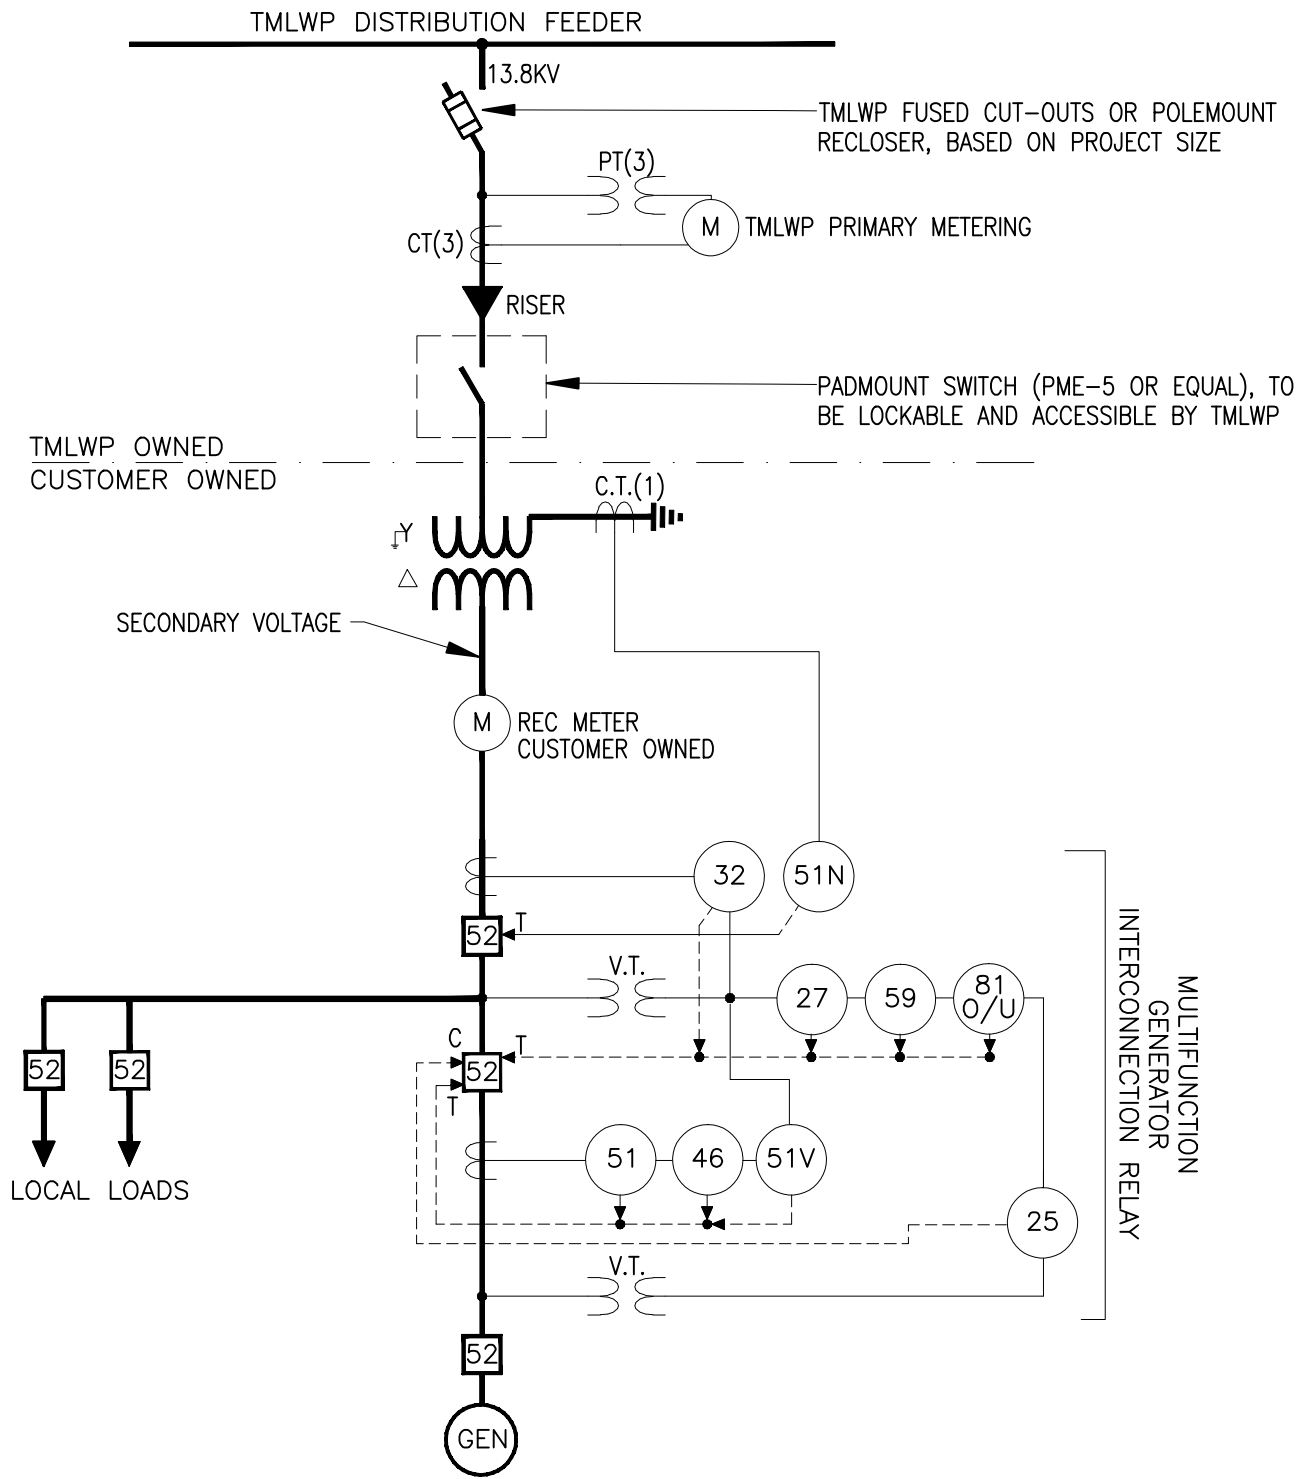 TMLWP DISTRIBUTION FEEDER
13.8KV
TMLWP FUSED CUT-OUTS OR POLEMOUNT
RECLOSER, BASED ON PROJECT SIZE
PT(3)
M
TMLWP PRIMARY METERING
CT(3)
RISER
PADMOUNT SWITCH (PME-5 OR EQUAL), TO
BE LOCKABLE AND ACCESSIBLE BY TMLWP
TMLWP OWNED
CUSTOMER OWNED
C.T.(1)
Y
SECONDARY VOLTAGE
M
REC METER
CUSTOMER OWNED
32
51N
52
T
V.T.
27
59
81
O/U
C
T
52
52
52
T
51
46
51V
LOCAL LOADS
25
V.T.
52
GEN
MULTIFUNCTION
GENERATOR
INTERCONNECTION RELAY